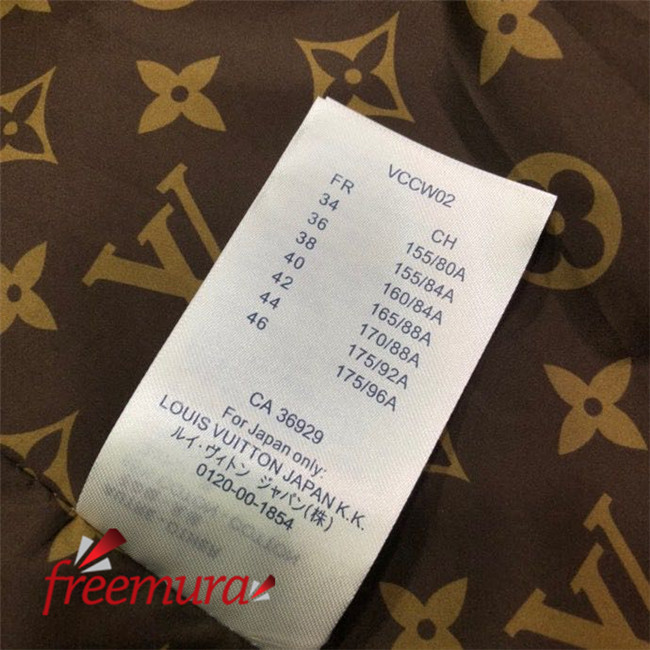 VCCW02
FR CH
34 155/80A
36 155/84A
38 160/84A
40 165/88A
42 170/88A
44 175/92A
46 175/96A
CA 36929
For Japan only:
LOUIS VUITTON JAPAN K.K.
ルイ・ヴィトン ジャパン(株)
0120-00-1854
freemura